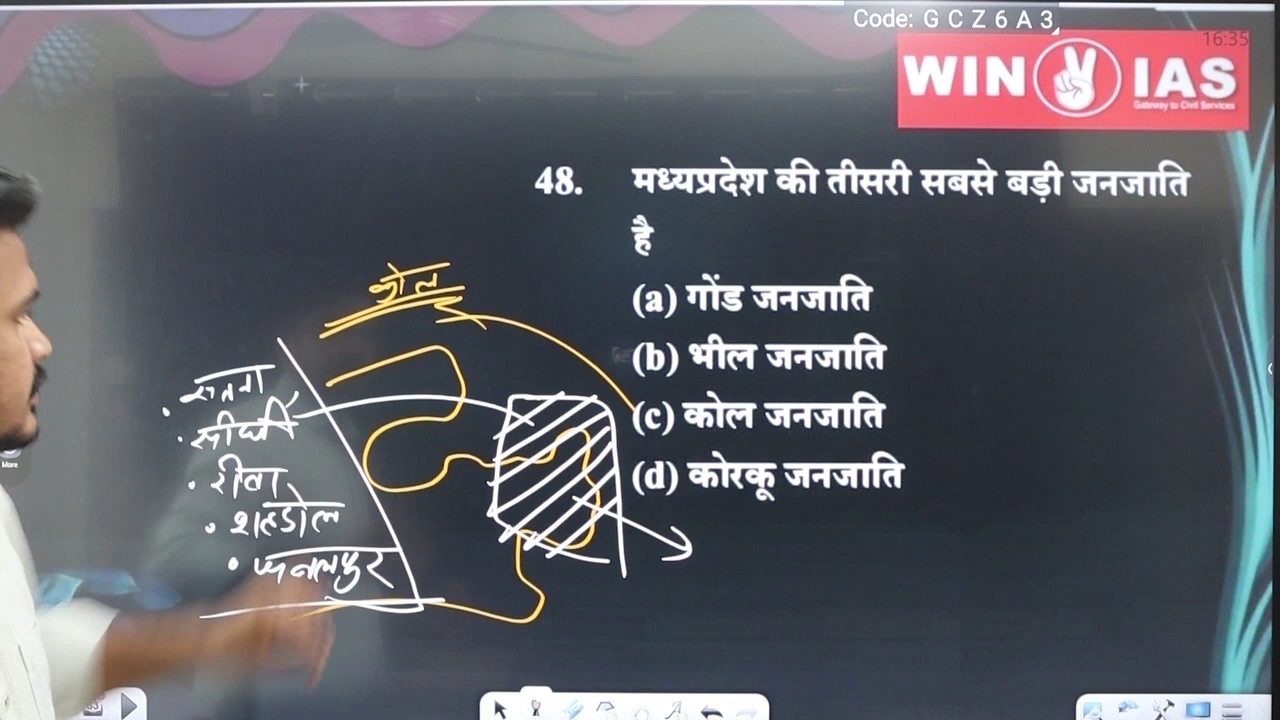 Code: G C Z 6 A 3
16:35
WIN IAS
Gateway to Civil Services
48. मध्यप्रदेश की तीसरी सबसे बड़ी जनजाति
है
(a) गोंड जनजाति
(b) भील जनजाति
(c) कोल जनजाति
(d) कोरकू जनजाति
कोल
• सतना
• सीधी
• रीवा
• शहडोल
• जबलपुर
More